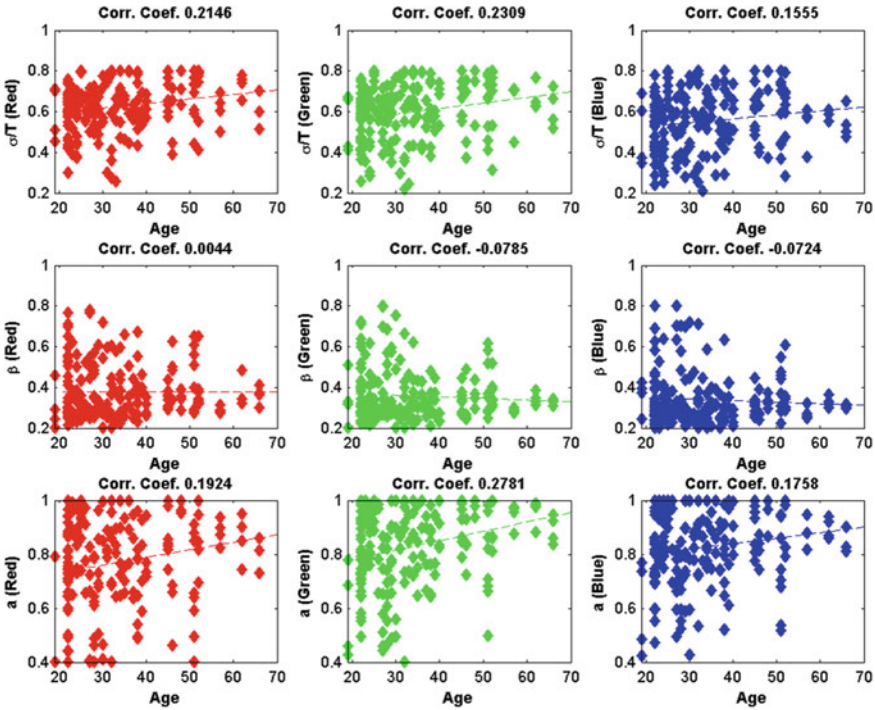 Corr. Coef. 0.2146
Corr. Coef. 0.2309
Corr. Coef. 0.1555
1
0.8
0.6
0.4
0.2
σ/T (Red)
20 30 40 50 60 70
Age
1
0.8
0.6
0.4
0.2
σ/T (Green)
20 30 40 50 60 70
Age
1
0.8
0.6
0.4
0.2
σ/T (Blue)
20 30 40 50 60 70
Age
Corr. Coef. 0.0044
Corr. Coef. -0.0785
Corr. Coef. -0.0724
1
0.8
0.6
0.4
0.2
β (Red)
20 30 40 50 60 70
Age
1
0.8
0.6
0.4
0.2
β (Green)
20 30 40 50 60 70
Age
1
0.8
0.6
0.4
0.2
β (Blue)
20 30 40 50 60 70
Age
Corr. Coef. 0.1924
Corr. Coef. 0.2781
Corr. Coef. 0.1758
1
0.8
0.6
0.4
a (Red)
20 30 40 50 60 70
Age
1
0.8
0.6
0.4
a (Green)
20 30 40 50 60 70
Age
1
0.8
0.6
0.4
a (Blue)
20 30 40 50 60 70
Age